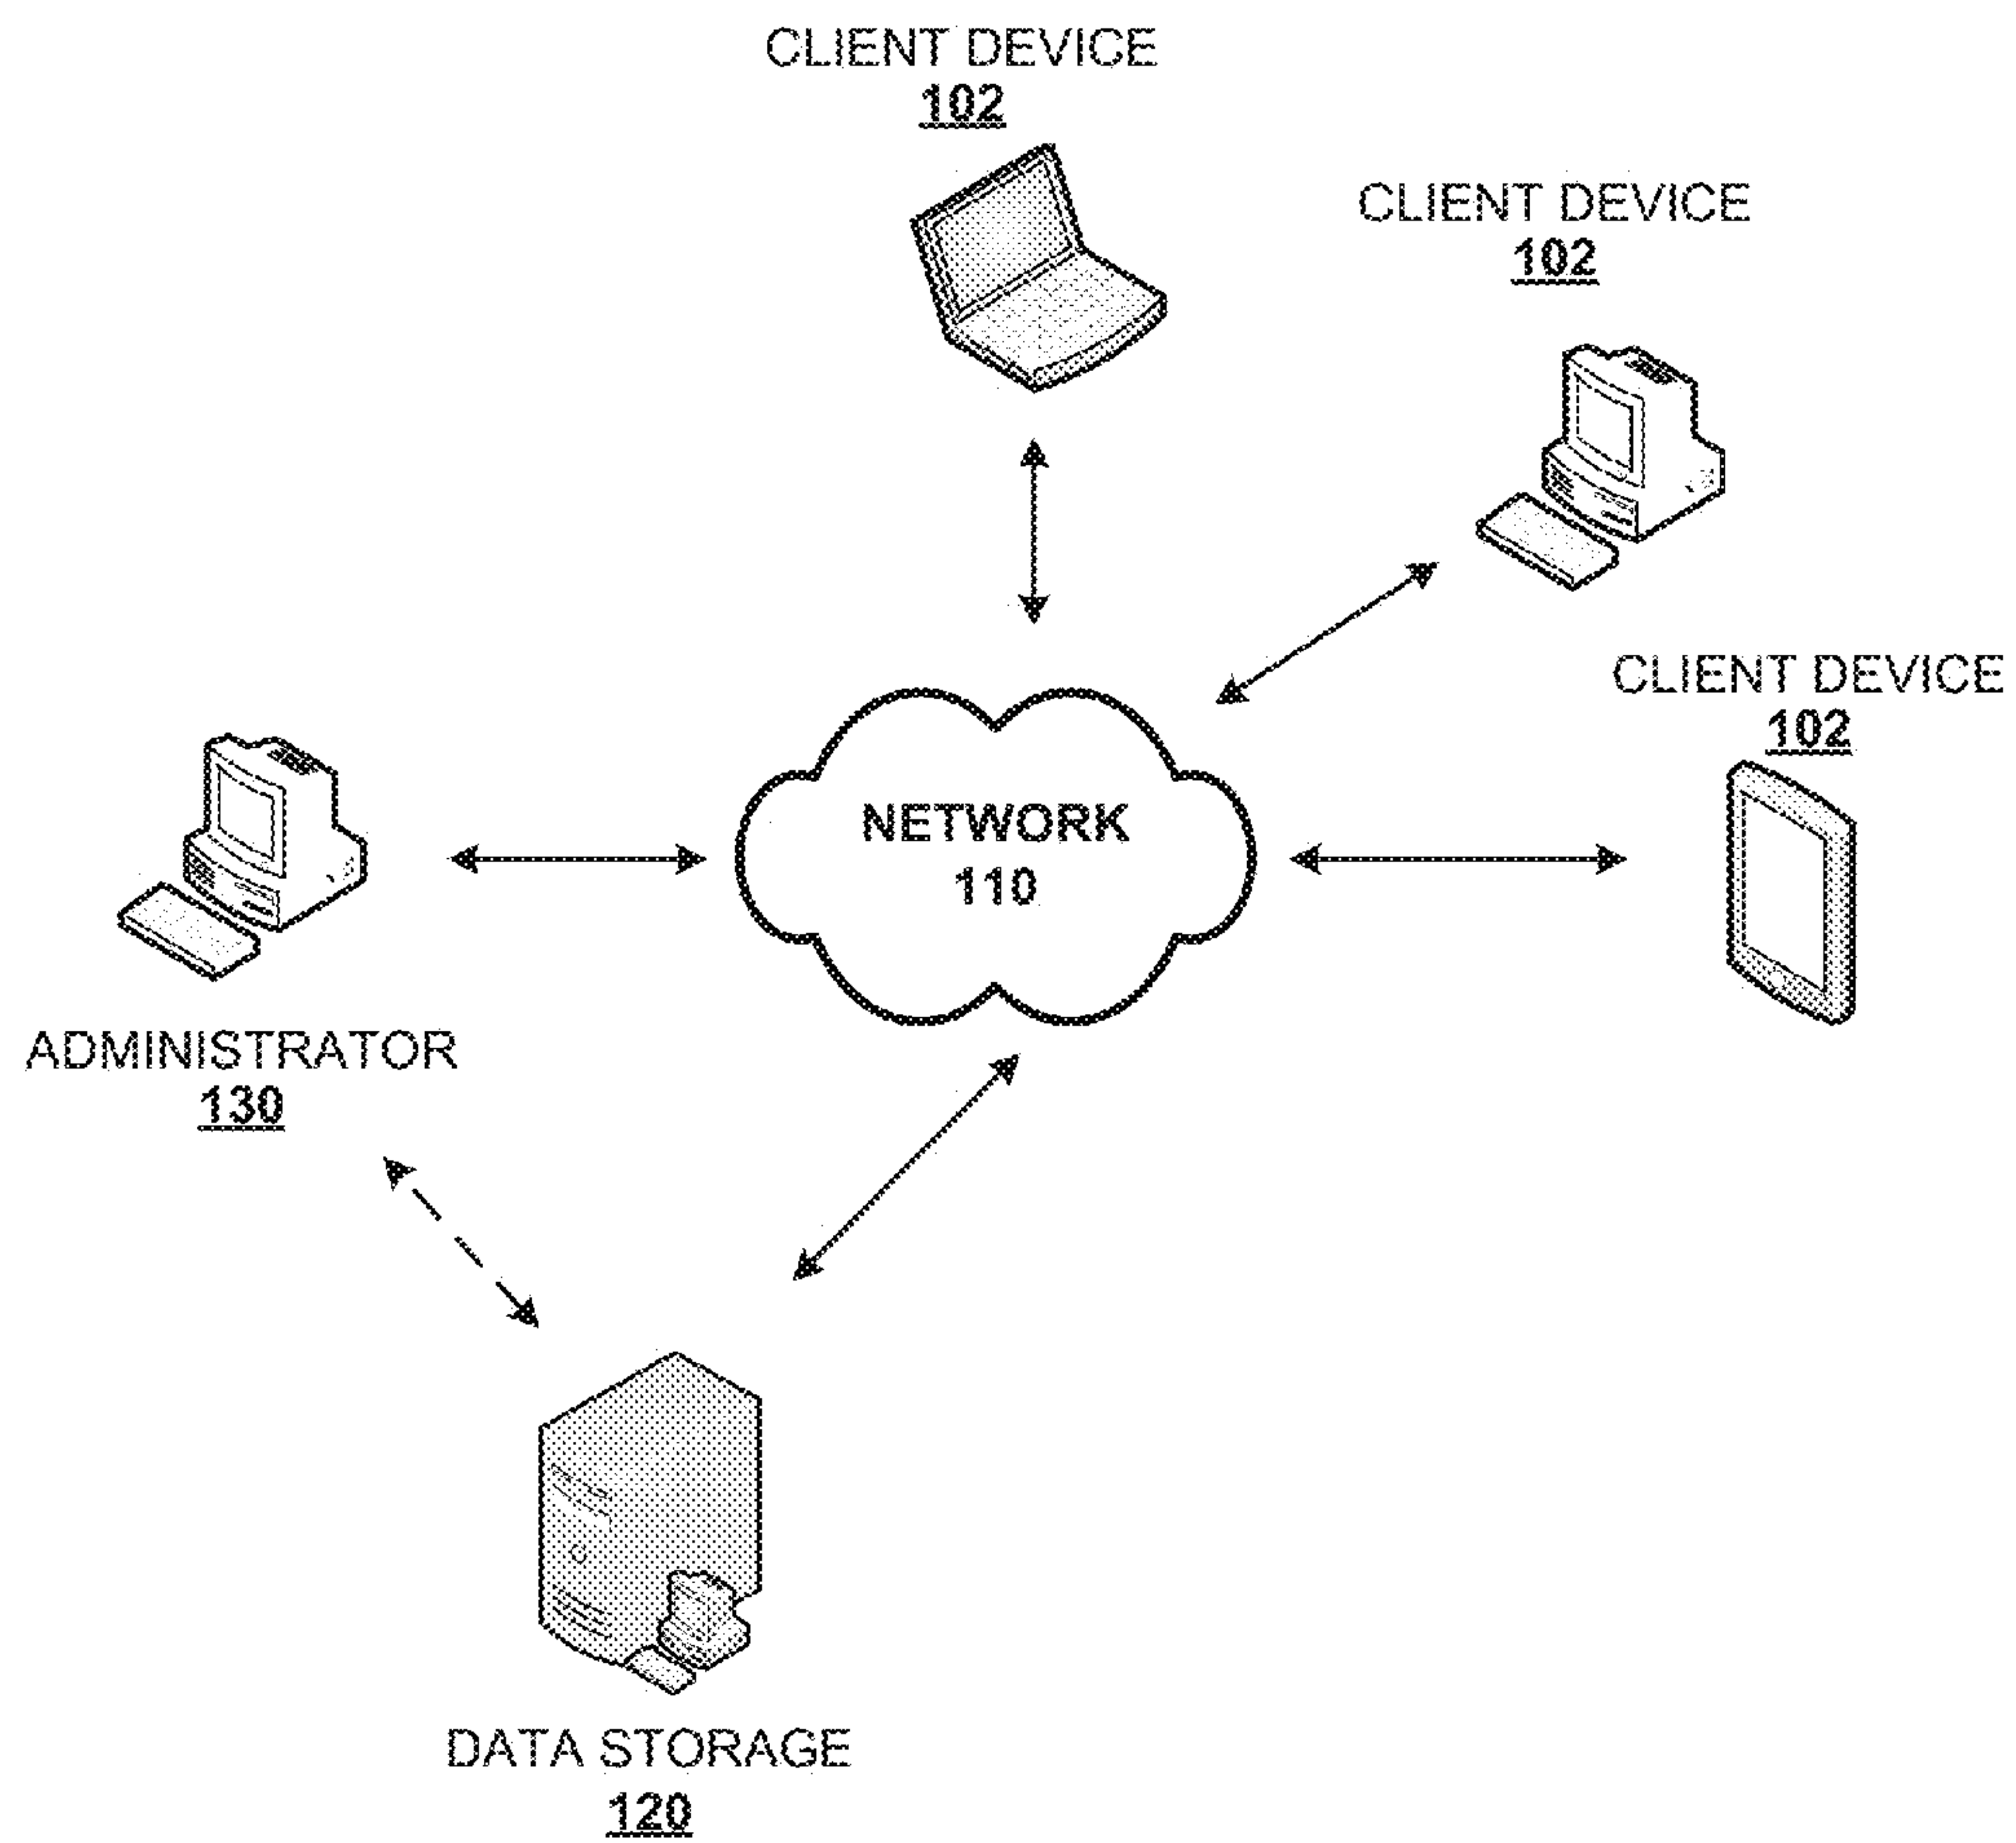 CLIENT DEVICE
102
CLIENT DEVICE
102
CLIENT DEVICE
102
NETWORK
110
ADMINISTRATOR
130
DATA STORAGE
120